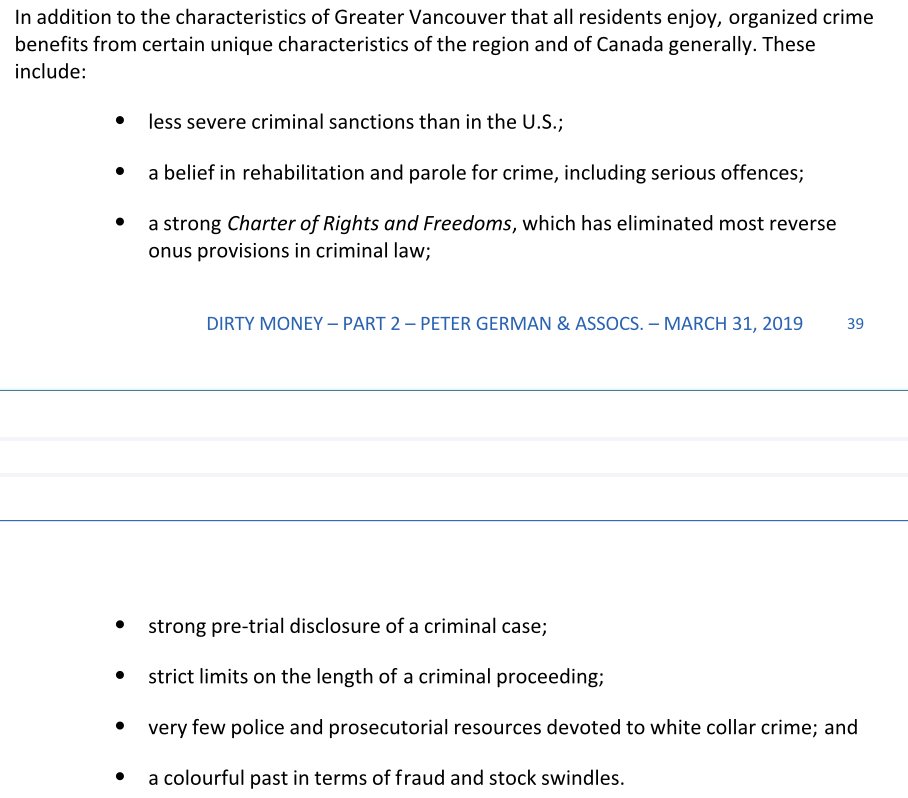 In addition to the characteristics of Greater Vancouver that all residents enjoy, organized crime
benefits from certain unique characteristics of the region and of Canada generally. These
include:
• less severe criminal sanctions than in the U.S.;
• a belief in rehabilitation and parole for crime, including serious offences;
• a strong Charter of Rights and Freedoms, which has eliminated most reverse
onus provisions in criminal law;
DIRTY MONEY – PART 2 – PETER GERMAN & ASSOCS. – MARCH 31, 2019 39
• strong pre-trial disclosure of a criminal case;
• strict limits on the length of a criminal proceeding;
• very few police and prosecutorial resources devoted to white collar crime; and
• a colourful past in terms of fraud and stock swindles.